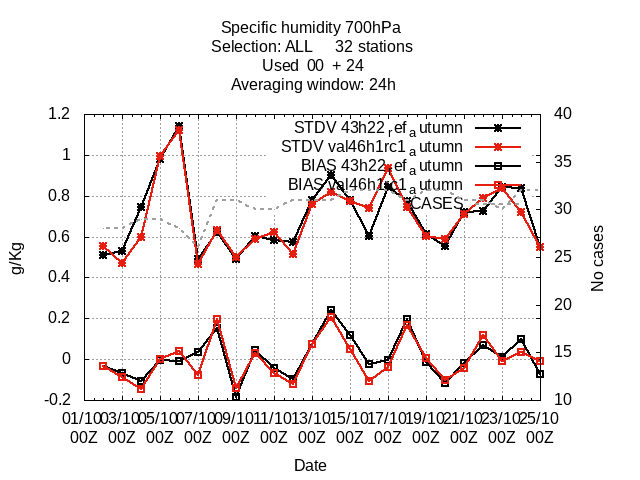 Specific humidity 700hPa
Selection: ALL 32 stations
Used 00 + 24
Averaging window: 24h
STDV 43h22ref_autumn
STDV val46h1rc1autumn
BIAS 43h22refautumn
BIAS val46h1rc1autumn
CASES
1.2
1
0.8
0.6
0.4
0.2
0
-0.2
g/Kg
40
35
30
25
20
15
10
No cases
01/10 03/10 05/10 07/10 09/10 11/10 13/10 15/10 17/10 19/10 21/10 23/10 25/10
00Z 00Z 00Z 00Z 00Z 00Z 00Z 00Z 00Z 00Z 00Z 00Z 00Z
Date